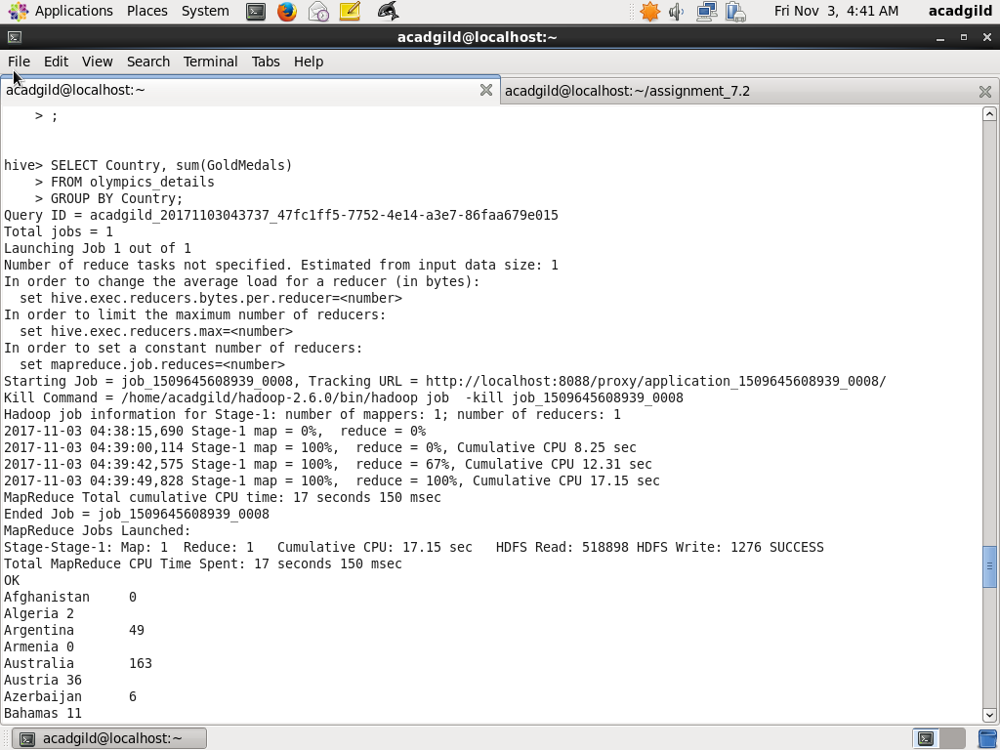 Applications Places System Fri Nov 3, 4:41 AM acadgild
acadgild@localhost:~
File Edit View Search Terminal Tabs Help
acadgild@localhost:~ acadgild@localhost:~/assignment_7.2
    > ;
hive> SELECT Country, sum(GoldMedals)
    > FROM olympics_details
    > GROUP BY Country;
Query ID = acadgild_20171103043737_47fc1ff5-7752-4e14-a3e7-86faa679e015
Total jobs = 1
Launching Job 1 out of 1
Number of reduce tasks not specified. Estimated from input data size: 1
In order to change the average load for a reducer (in bytes):
  set hive.exec.reducers.bytes.per.reducer=<number>
In order to limit the maximum number of reducers:
  set hive.exec.reducers.max=<number>
In order to set a constant number of reducers:
  set mapreduce.job.reduces=<number>
Starting Job = job_1509645608939_0008, Tracking URL = http://localhost:8088/proxy/application_1509645608939_0008/
Kill Command = /home/acadgild/hadoop-2.6.0/bin/hadoop job  -kill job_1509645608939_0008
Hadoop job information for Stage-1: number of mappers: 1; number of reducers: 1
2017-11-03 04:38:15,690 Stage-1 map = 0%,  reduce = 0%
2017-11-03 04:39:00,114 Stage-1 map = 100%,  reduce = 0%, Cumulative CPU 8.25 sec
2017-11-03 04:39:42,575 Stage-1 map = 100%,  reduce = 67%, Cumulative CPU 12.31 sec
2017-11-03 04:39:49,828 Stage-1 map = 100%,  reduce = 100%, Cumulative CPU 17.15 sec
MapReduce Total cumulative CPU time: 17 seconds 150 msec
Ended Job = job_1509645608939_0008
MapReduce Jobs Launched:
Stage-Stage-1: Map: 1  Reduce: 1   Cumulative CPU: 17.15 sec   HDFS Read: 518898 HDFS Write: 1276 SUCCESS
Total MapReduce CPU Time Spent: 17 seconds 150 msec
OK
Afghanistan     0
Algeria 2
Argentina       49
Armenia 0
Australia       163
Austria 36
Azerbaijan      6
Bahamas 11
acadgild@localhost:~